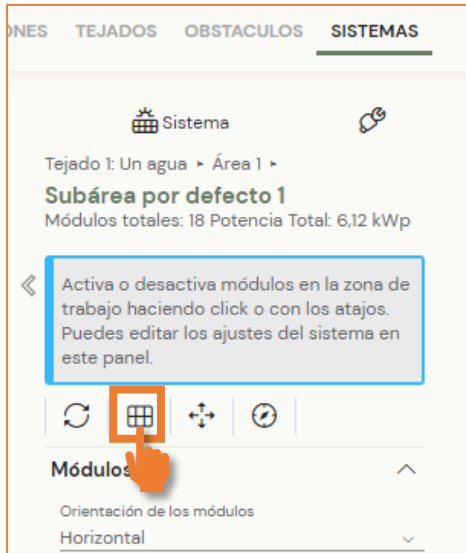 ONES TEJADOS OBSTACULOS SISTEMAS
Sistema
Tejado 1: Un agua ▸ Área 1 ▸
Subárea por defecto 1
Módulos totales: 18 Potencia Total: 6,12 kWp
Activa o desactiva módulos en la zona de
trabajo haciendo click o con los atajos.
Puedes editar los ajustes del sistema en
este panel.
Módulos
Orientación de los módulos
Horizontal